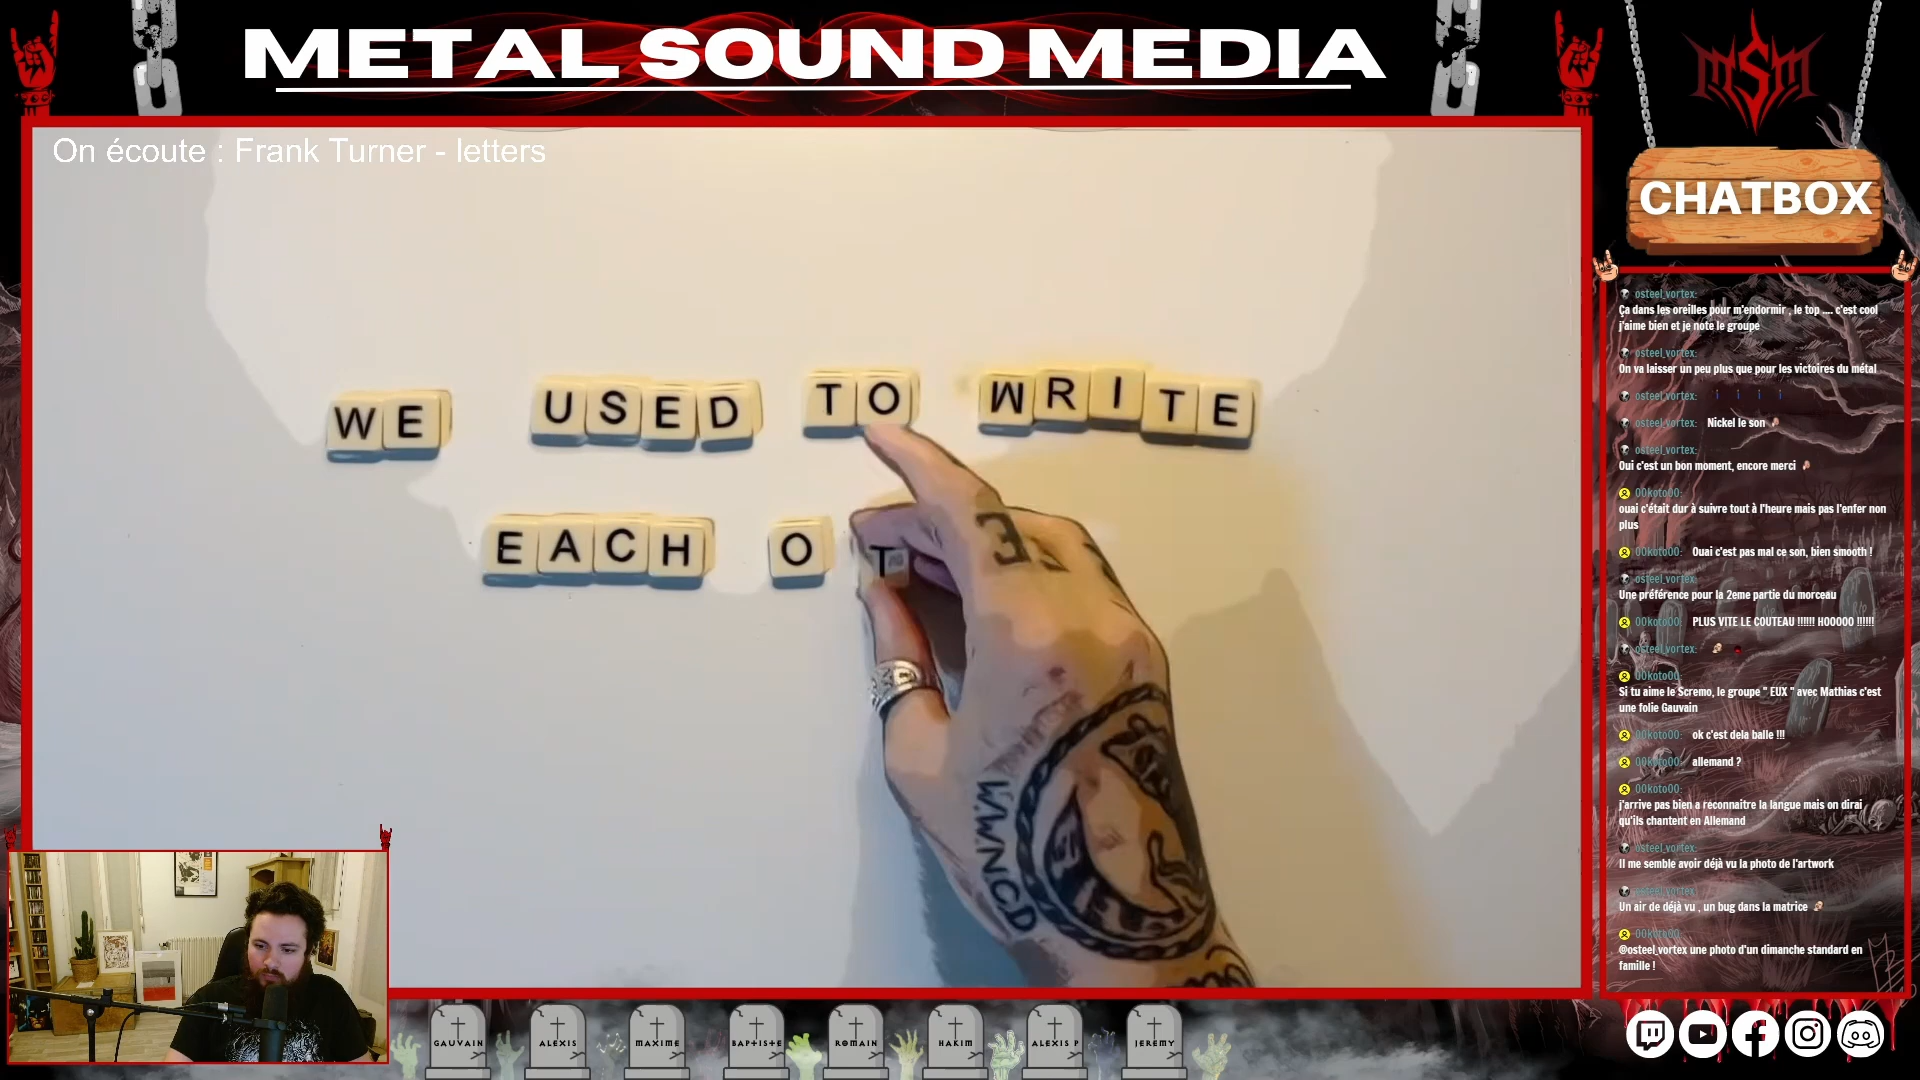 METAL SOUND MEDIA
MSM
On écoute : Frank Turner - letters
CHATBOX
WE USED TO WRITE
EACH O T
W.W.N.C.D
osteel_vortex:
Ça dans les oreilles pour m'endormir , le top .... c'est cool
j'aime bien et je note le groupe
osteel_vortex:
On va laisser un peu plus que pour les victoires du métal
osteel_vortex:
osteel_vortex: Nickel le son
osteel_vortex:
Oui c'est un bon moment, encore merci
00koto00:
ouai c'était dur à suivre tout à l'heure mais pas l'enfer non
plus
00koto00: Ouai c'est pas mal ce son, bien smooth !
osteel_vortex:
Une préférence pour la 2eme partie du morceau
00koto00: PLUS VITE LE COUTEAU !!!!!! HOOOOO !!!!!!
osteel_vortex:
00koto00:
Si tu aime le Scremo, le groupe " EUX " avec Mathias c'est
une folie Gauvain
00koto00: ok c'est dela balle !!!
00koto00: allemand ?
00koto00:
j'arrive pas bien a reconnaitre la langue mais on dirai
qu'ils chantent en Allemand
osteel_vortex:
Il me semble avoir déjà vu la photo de l'artwork
osteel_vortex:
Un air de déjà vu , un bug dans la matrice
00koto00:
@osteel_vortex une photo d'un dimanche standard en
famille !
GAUVAIN ALEXIS MAXIME BAPTISTE ROMAIN HAKIM ALEXIS P JEREMY